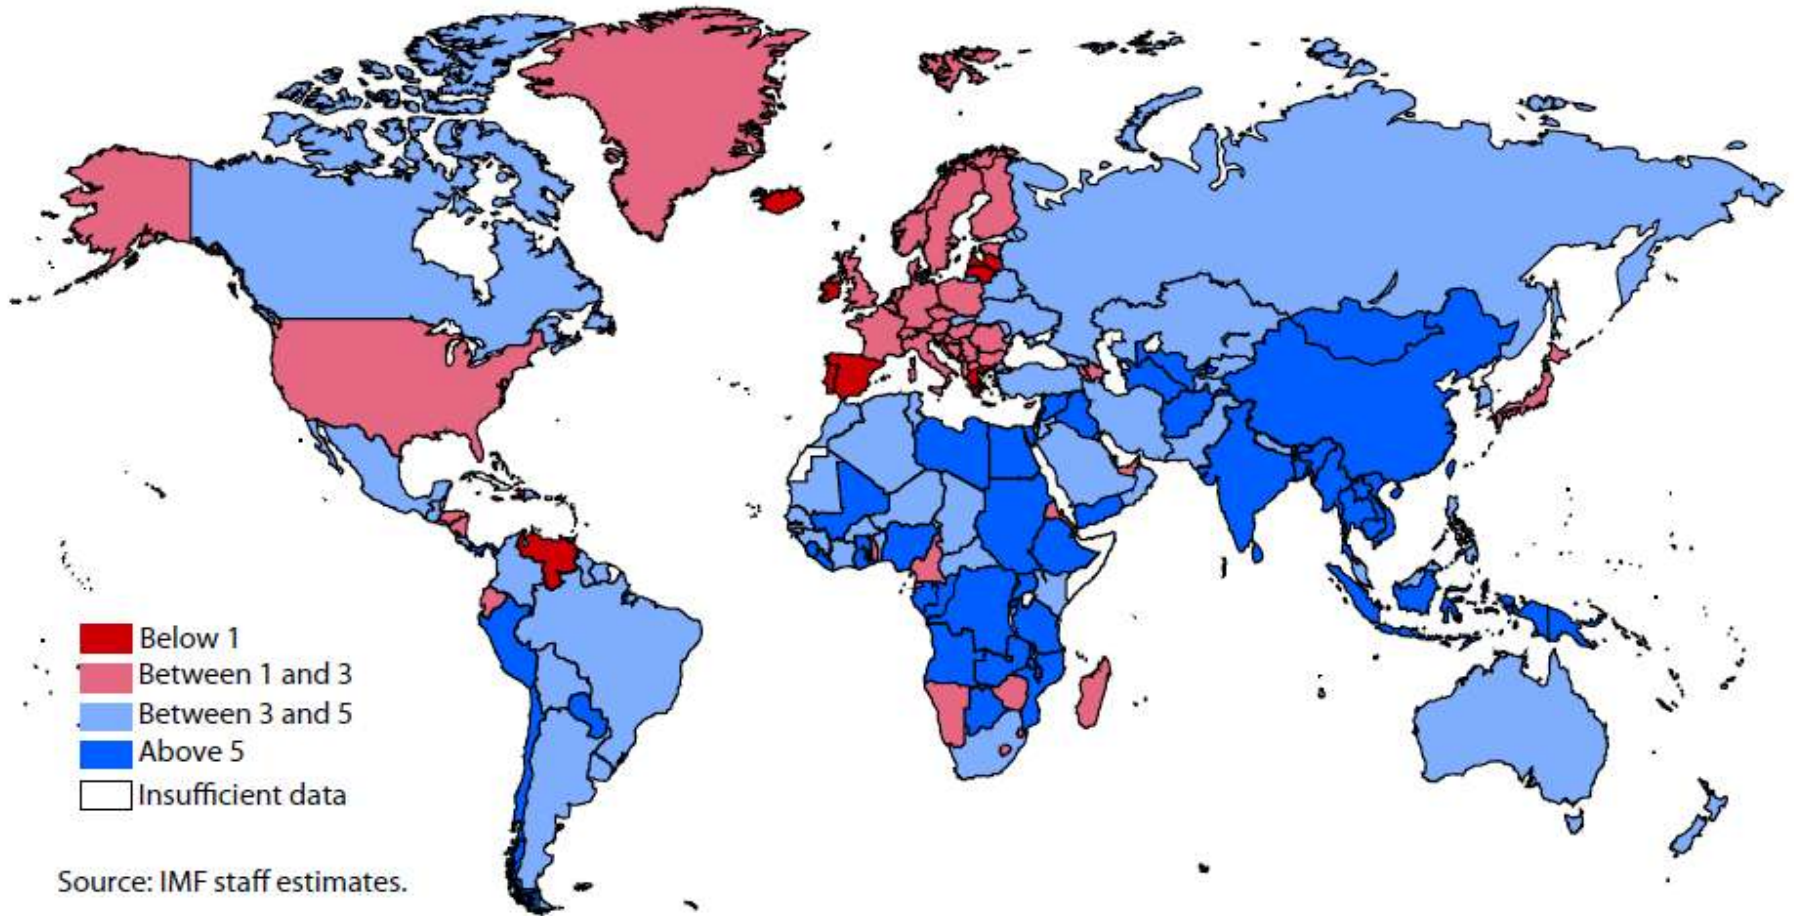 Below 1
Between 1 and 3
Between 3 and 5
Above 5
Insufficient data
Source: IMF staff estimates.